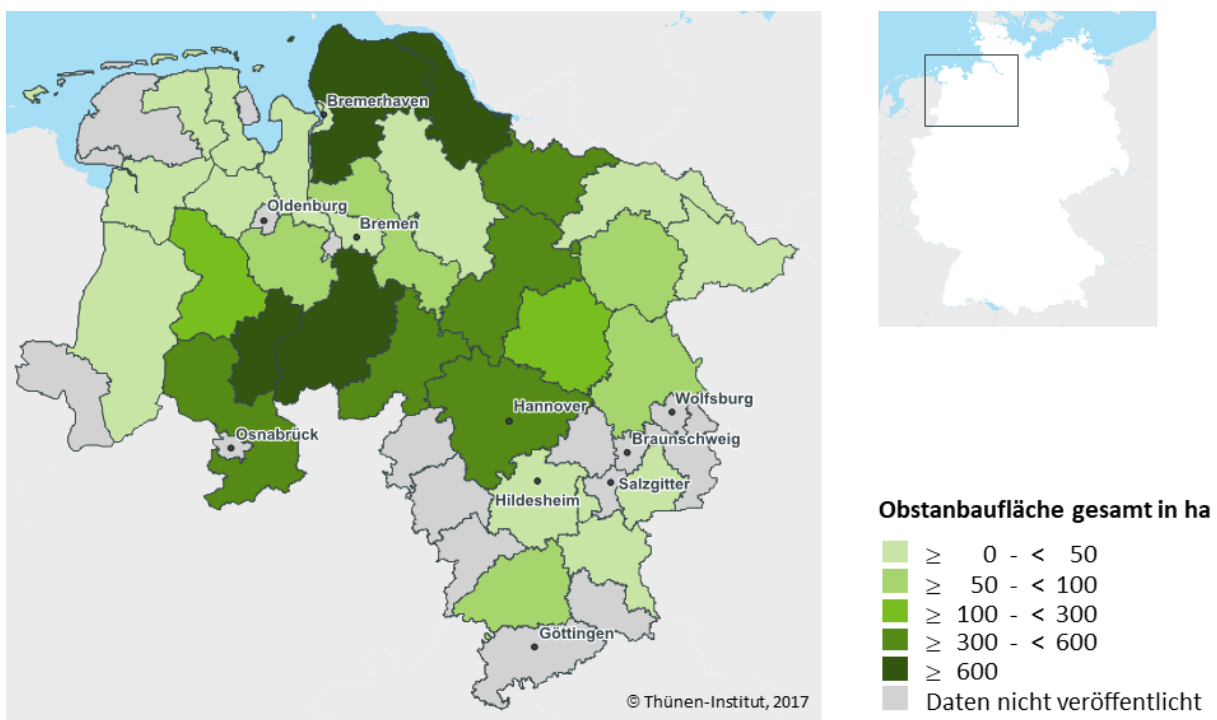 Bremerhaven
Oldenburg
Bremen
Wolfsburg
Hannover
Braunschweig
Osnabrück
Salzgitter
Hildesheim
Göttingen
© Thünen-Institut, 2017
Obstanbaufläche gesamt in ha
≥ 0 - < 50
≥ 50 - < 100
≥ 100 - < 300
≥ 300 - < 600
≥ 600
Daten nicht veröffentlicht